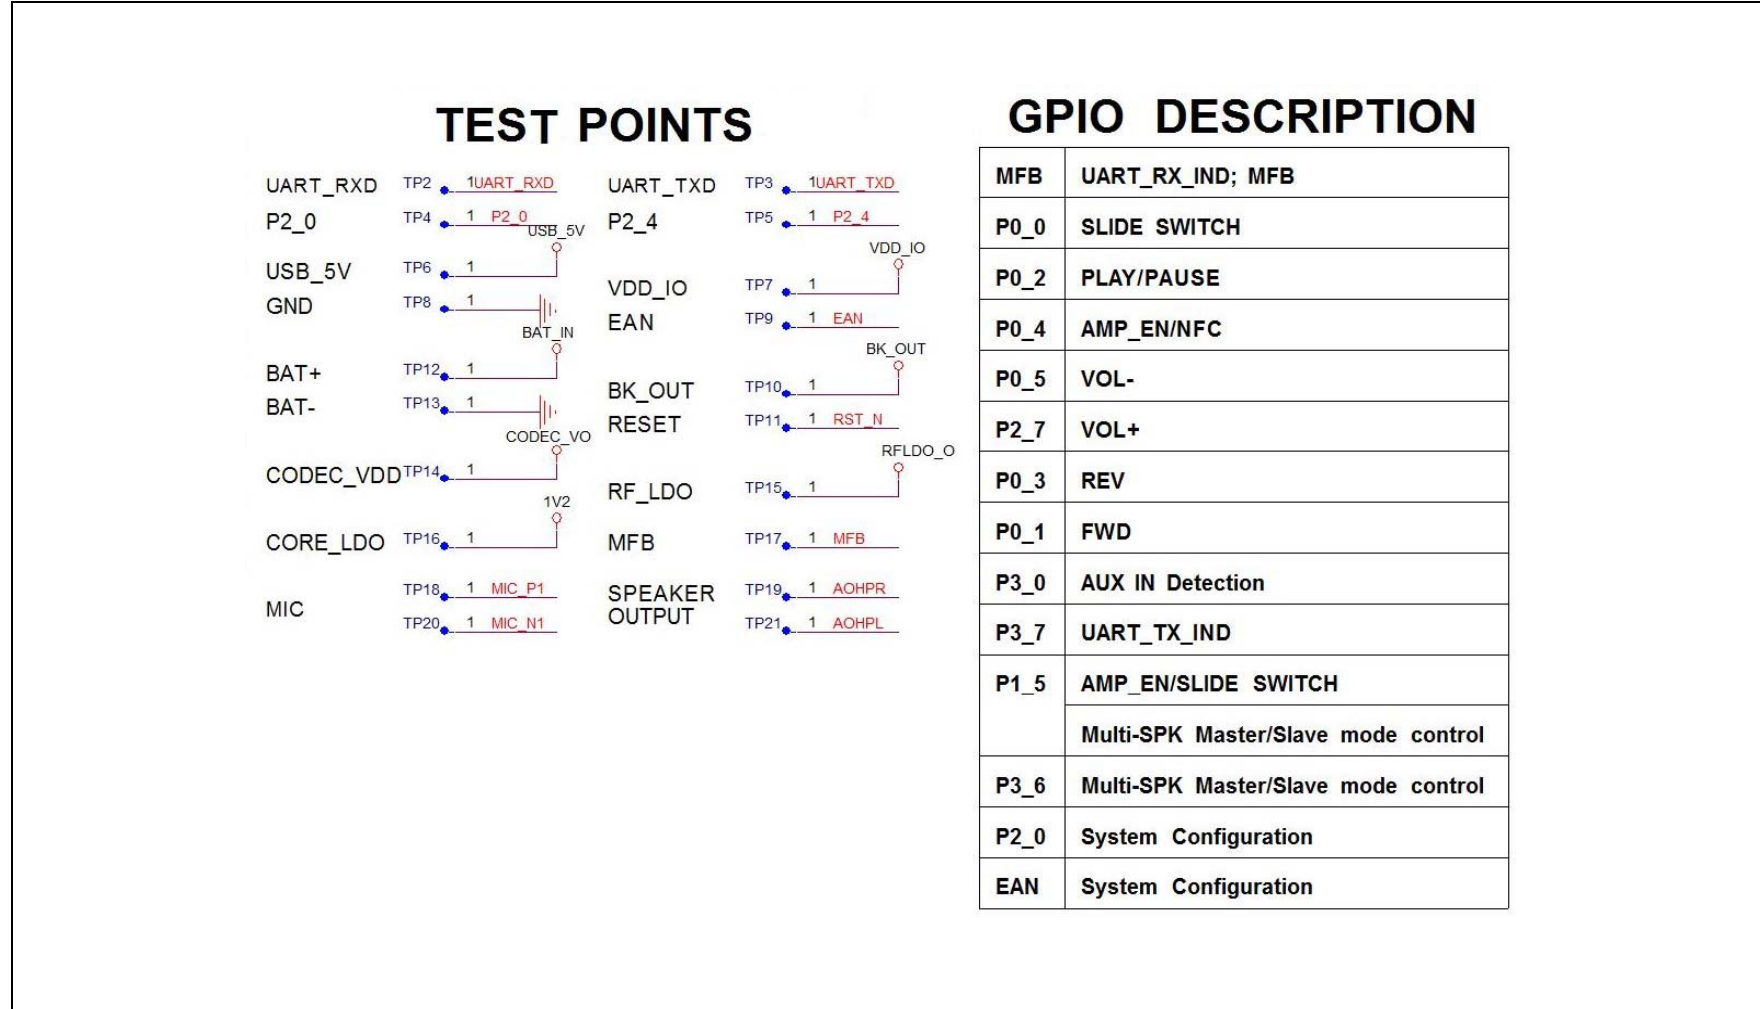 TEST POINTS
UART_RXD TP2 1 UART_RXD UART_TXD TP3 1 UART_TXD
P2_0 TP4 1 P2_0 P2_4 TP5 1 P2_4
USB_5V VDD_IO
USB_5V TP6 1
VDD_IO TP7 1
GND TP8 1
EAN TP9 1 EAN
BAT_IN BK_OUT
BAT+ TP12 1
BK_OUT TP10 1
BAT- TP13 1
RESET TP11 1 RST_N
CODEC_VO RFLDO_O
CODEC_VDD TP14 1
RF_LDO TP15 1
1V2
CORE_LDO TP16 1 MFB TP17 1 MFB
MIC TP18 1 MIC_P1
TP20 1 MIC_N1
SPEAKER TP19 1 AOHPR
OUTPUT TP21 1 AOHPL
GPIO DESCRIPTION
MFB UART_RX_IND; MFB
P0_0 SLIDE SWITCH
P0_2 PLAY/PAUSE
P0_4 AMP_EN/NFC
P0_5 VOL-
P2_7 VOL+
P0_3 REV
P0_1 FWD
P3_0 AUX IN Detection
P3_7 UART_TX_IND
P1_5 AMP_EN/SLIDE SWITCH
Multi-SPK Master/Slave mode control
P3_6 Multi-SPK Master/Slave mode control
P2_0 System Configuration
EAN System Configuration